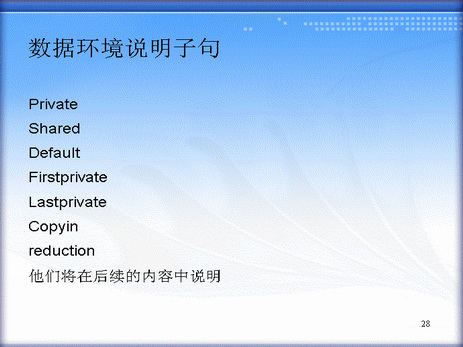 数据环境说明子句
Private
Shared
Default
Firstprivate
Lastprivate
Copyin
reduction
他们将在后续的内容中说明
28